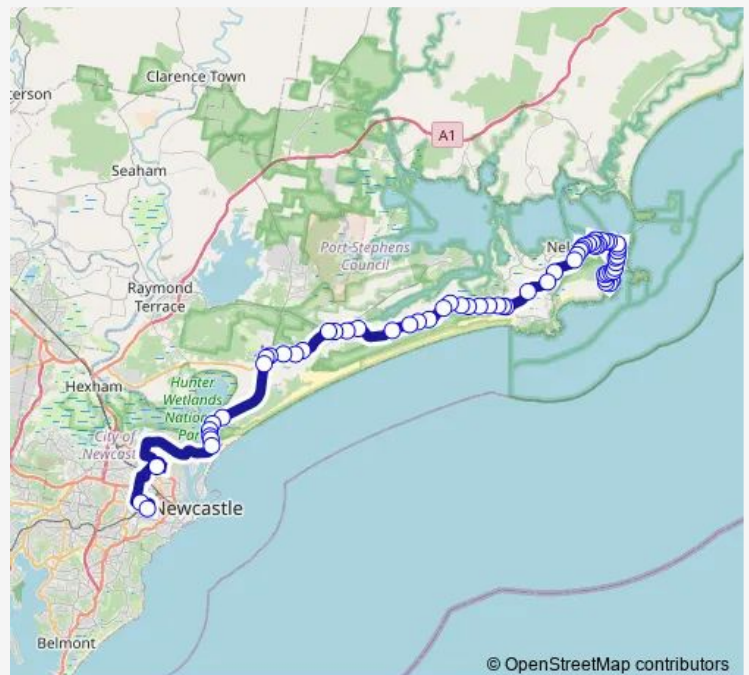 Clarence Town
erson
A1
Seaham
Port Stephens
Council
Nel
Raymond
Terrace
Hexham
Hunter
Wetlands
Nation
Par
City of
Newcast
Newcastle
Belmont
© OpenStreetMap contributors